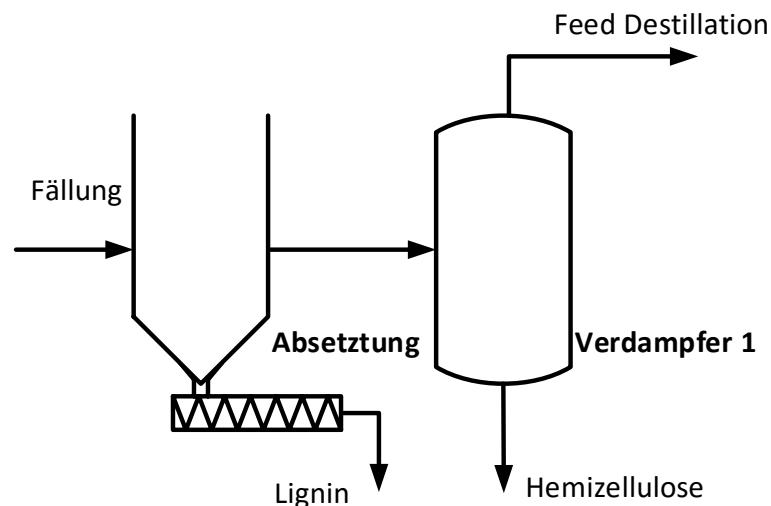 Feed Destillation
Fällung
Absetztung
Verdampfer 1
Lignin
Hemizellulose